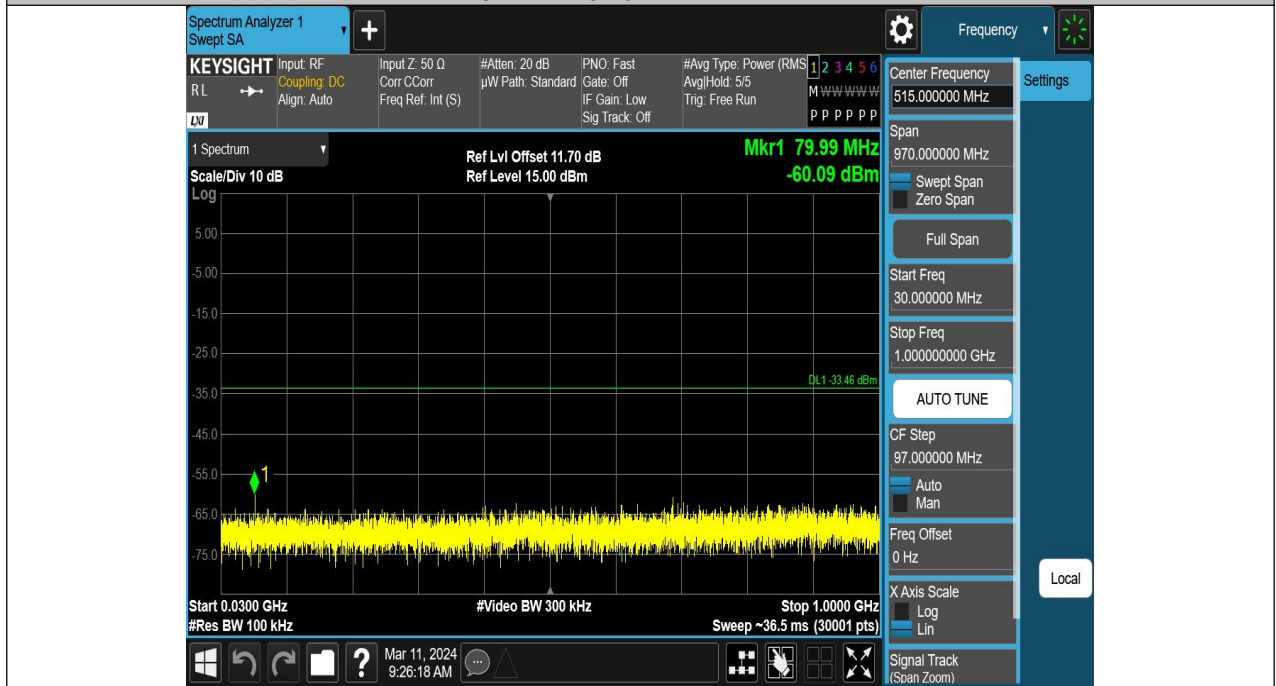 Spectrum Analyzer 1
Swept SA
+
Frequency
KEYSIGHT
RL
LXI
Input: RF
Coupling: DC
Align: Auto
Input Z: 50 Ω
Corr CCorr
Freq Ref: Int (S)
#Atten: 20 dB
µW Path: Standard
PNO: Fast
Gate: Off
IF Gain: Low
Sig Track: Off
#Avg Type: Power (RMS
Avg|Hold: 5/5
Trig: Free Run
1 2 3 4 5 6
M W W W W W
P P P P P P
1 Spectrum
Scale/Div 10 dB
Ref Lvl Offset 11.70 dB
Ref Level 15.00 dBm
Mkr1 79.99 MHz
-60.09 dBm
Log
5.00
-5.00
-15.0
-25.0
DL1 -33.46 dBm
-35.0
-45.0
-55.0
1
-65.0
-75.0
Start 0.0300 GHz
#Res BW 100 kHz
#Video BW 300 kHz
Stop 1.0000 GHz
Sweep ~36.5 ms (30001 pts)
?
Mar 11, 2024
9:26:18 AM
Center Frequency
515.000000 MHz
Settings
Span
970.000000 MHz
Swept Span
Zero Span
Full Span
Start Freq
30.000000 MHz
Stop Freq
1.000000000 GHz
AUTO TUNE
CF Step
97.000000 MHz
Auto
Man
Freq Offset
0 Hz
Local
X Axis Scale
Log
Lin
Signal Track
(Span Zoom)